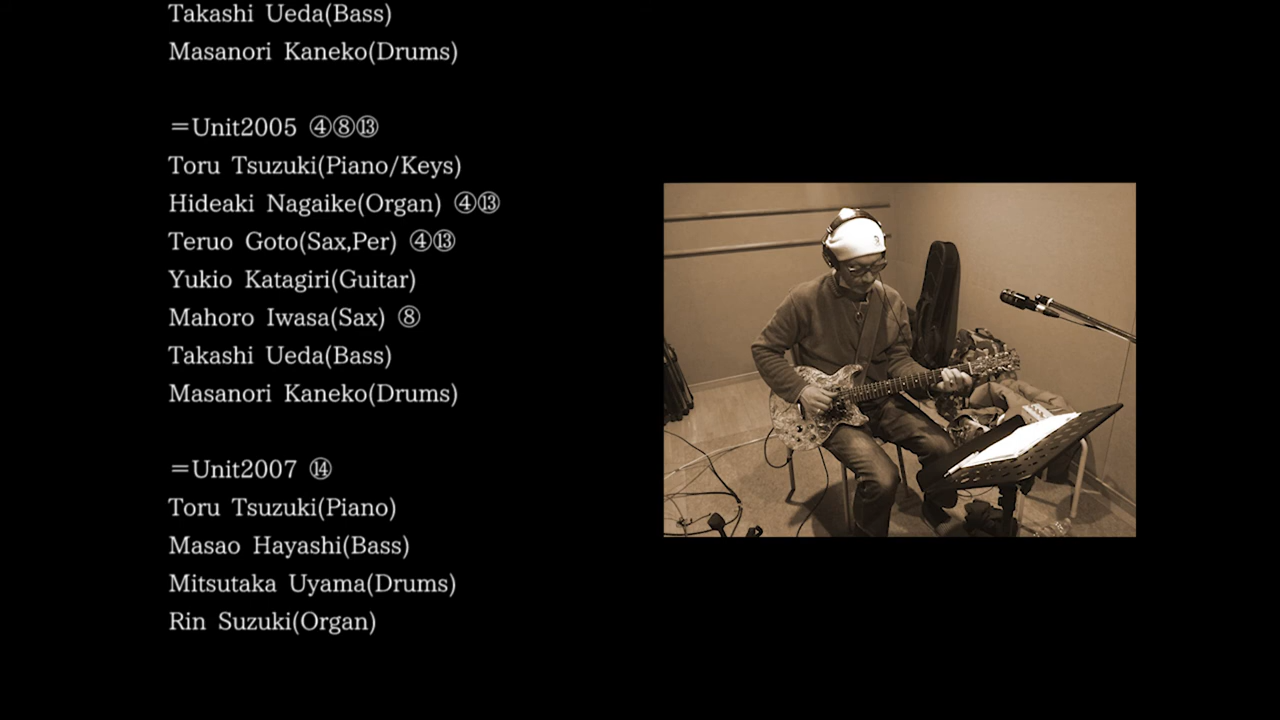 Takashi Ueda(Bass)
Masanori Kaneko(Drums)
＝Unit2005 ④⑧⑬
Toru Tsuzuki(Piano/Keys)
Hideaki Nagaike(Organ) ④⑬
Teruo Goto(Sax,Per) ④⑬
Yukio Katagiri(Guitar)
Mahoro Iwasa(Sax) ⑧
Takashi Ueda(Bass)
Masanori Kaneko(Drums)
＝Unit2007 ⑭
Toru Tsuzuki(Piano)
Masao Hayashi(Bass)
Mitsutaka Uyama(Drums)
Rin Suzuki(Organ)